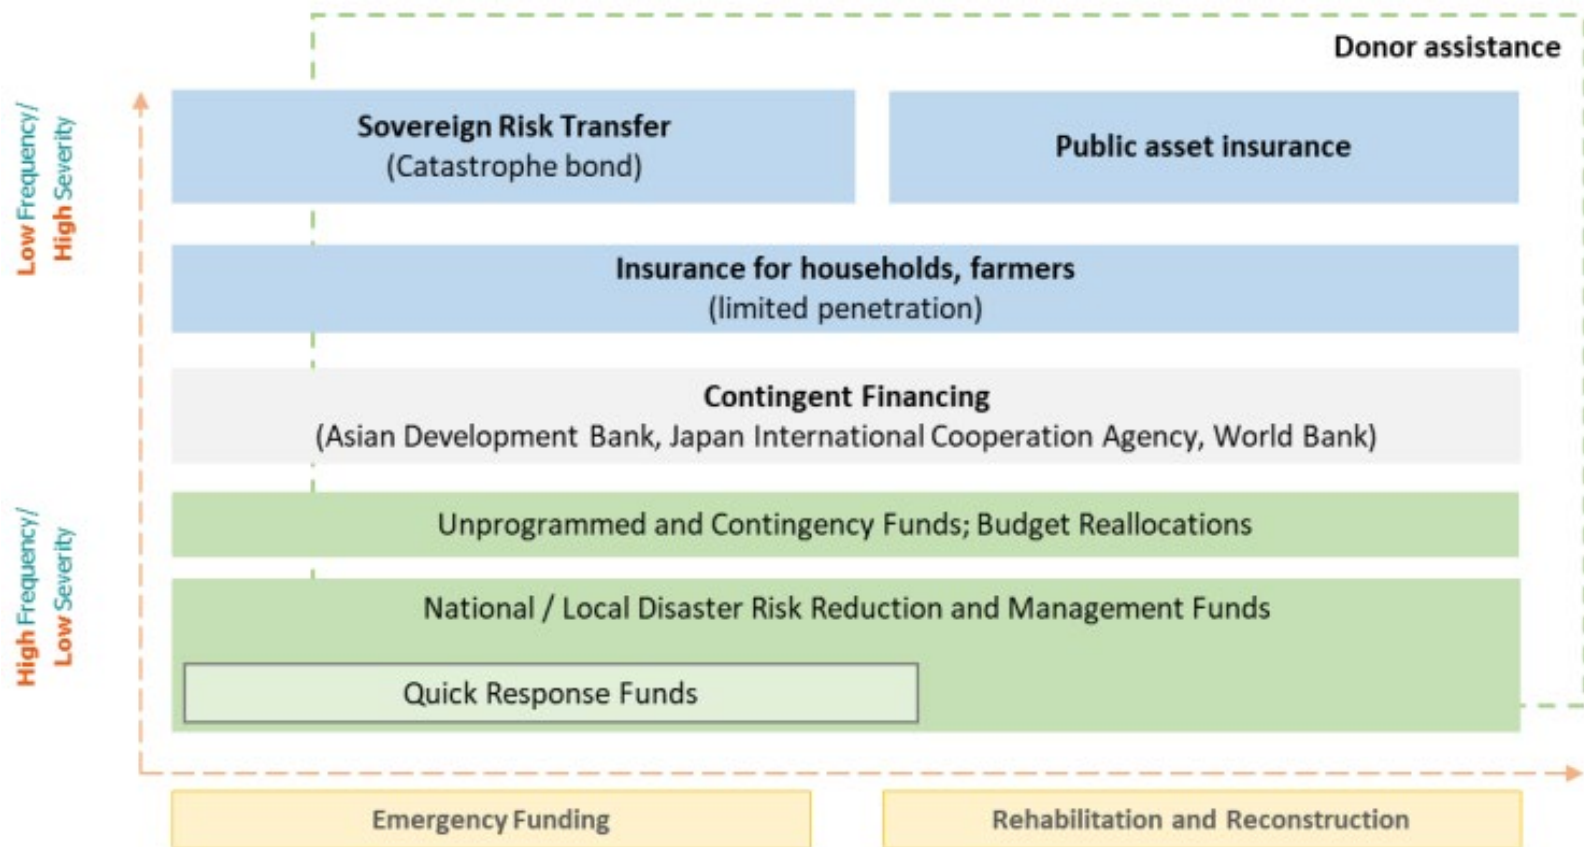 Donor assistance
Low Frequency/
High Severity
Sovereign Risk Transfer
(Catastrophe bond)
Public asset insurance
Insurance for households, farmers
(limited penetration)
Contingent Financing
(Asian Development Bank, Japan International Cooperation Agency, World Bank)
High Frequency/
Low Severity
Unprogrammed and Contingency Funds; Budget Reallocations
National / Local Disaster Risk Reduction and Management Funds
Quick Response Funds
Emergency Funding
Rehabilitation and Reconstruction